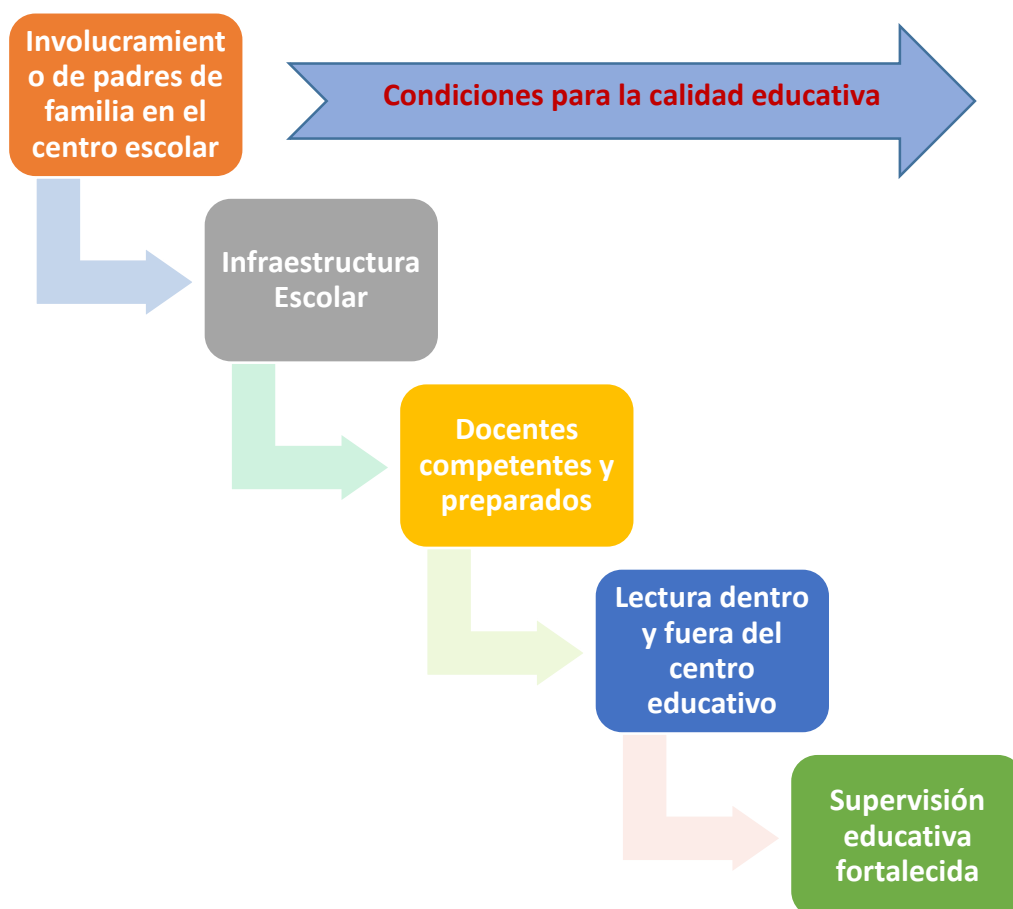 Involucramient
o de padres de
familia en el
centro escolar
Condiciones para la calidad educativa
Infraestructura
Escolar
Docentes
competentes y
preparados
Lectura dentro
y fuera del
centro
educativo
Supervisión
educativa
fortalecida